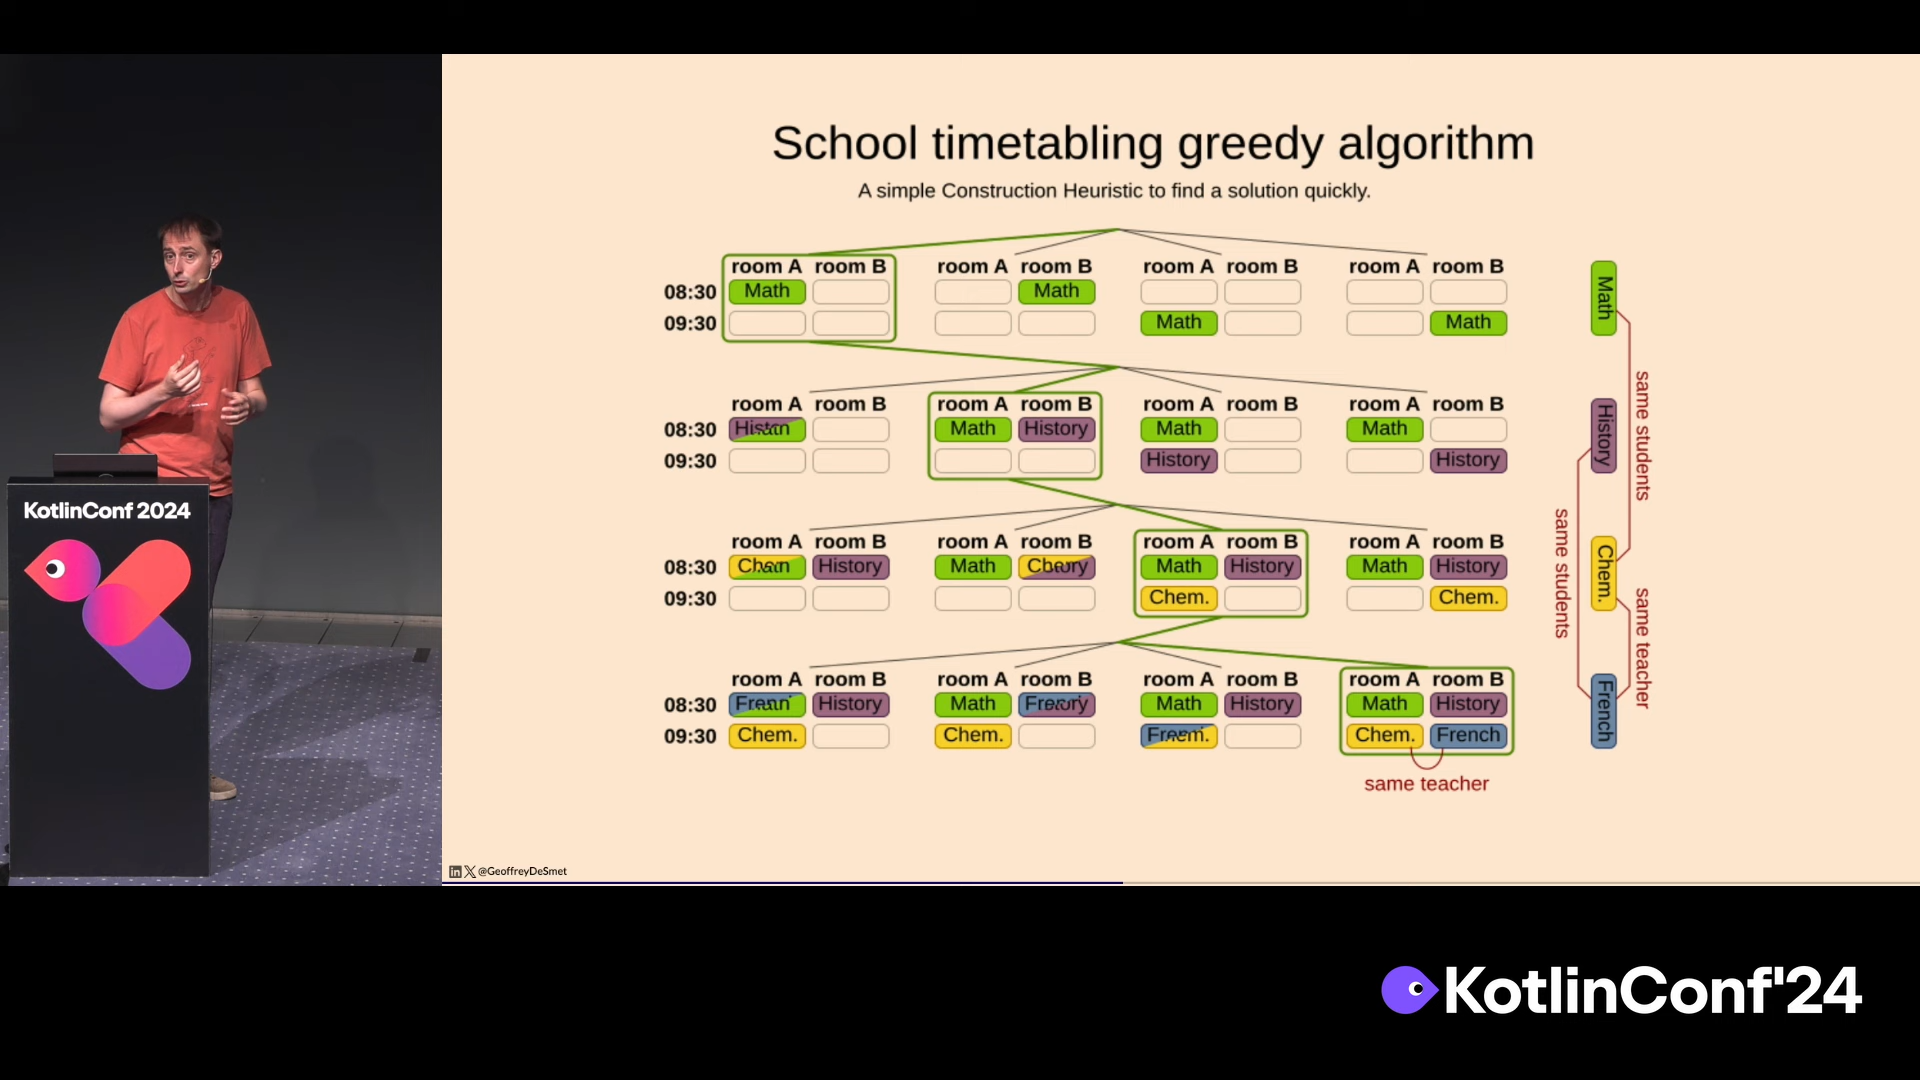 KotlinConf 2024
School timetabling greedy algorithm
A simple Construction Heuristic to find a solution quickly.
room A room B room A room B room A room B room A room B
08:30 Math Math
09:30 Math Math
room A room B room A room B room A room B room A room B
08:30 Math History Math Math
09:30 History History
room A room B room A room B room A room B room A room B
08:30 History Math Math History Math History
09:30 Chem. Chem.
room A room B room A room B room A room B room A room B
08:30 History Math Math History Math History
09:30 Chem. Chem. Chem. French
same teacher
Math
History
Chem.
French
same students
same students
same teacher
@GeoffreyDeSmet
KotlinConf'24